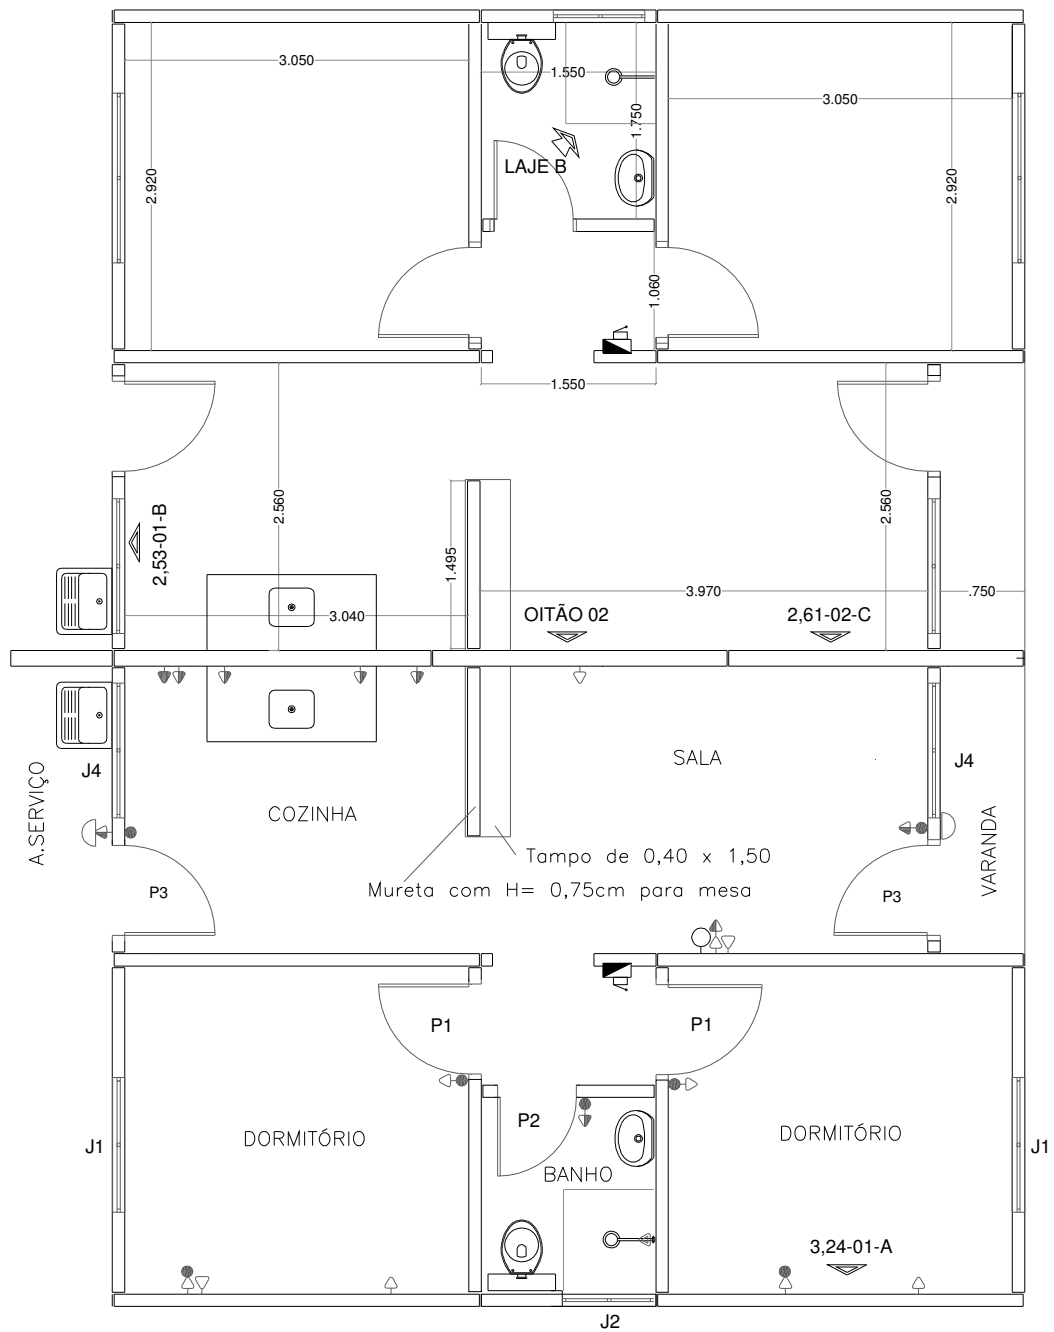 3.050
1.550
3.050
1.750
LAJE B
2.920
2.920
1.060
1.550
2.560
2.560
2,53-01-B
1.495
3.040
3.970
.750
OITÃO 02
2,61-02-C
SALA
J4
J4
A.SERVIÇO
COZINHA
VARANDA
Tampo de 0,40 x 1,50
Mureta com H= 0,75cm para mesa
P3
P3
P1
P1
P2
DORMITÓRIO
DORMITÓRIO
J1
J1
BANHO
3,24-01-A
J2